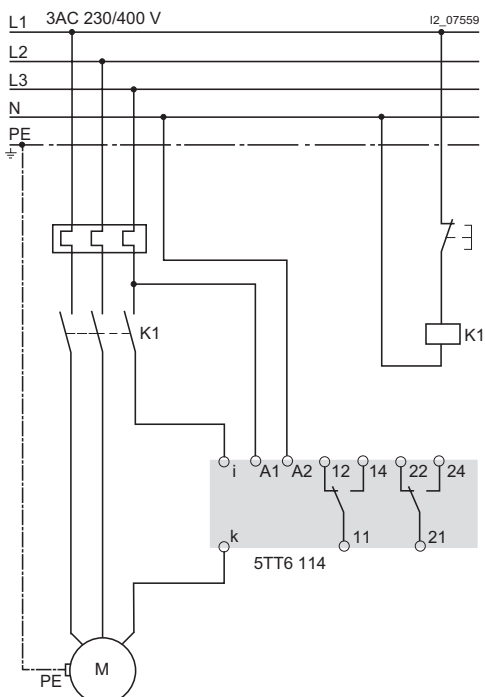 L1 3AC 230/400 V
I2_07559
L2
L3
N
PE
K1
K1
i A1 A2 12 14 22 24
k
11 21
5TT6 114
M
PE